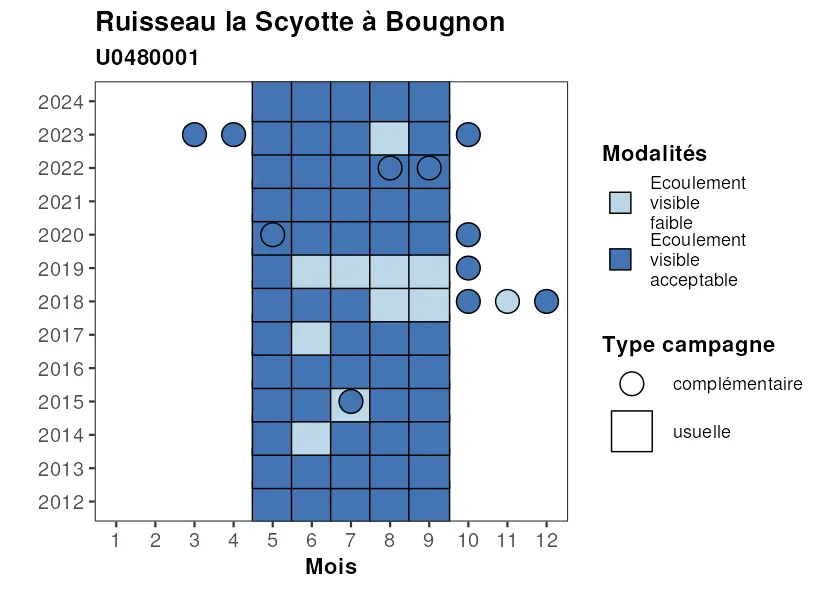 Ruisseau la Scyotte à Bougnon
U0480001
2024
2023
2022
2021
2020
2019
2018
2017
2016
2015
2014
2013
2012
1 2 3 4 5 6 7 8 9 10 11 12
Mois
Modalités
Ecoulement
visible
faible
Ecoulement
visible
acceptable
Type campagne
complémentaire
usuelle